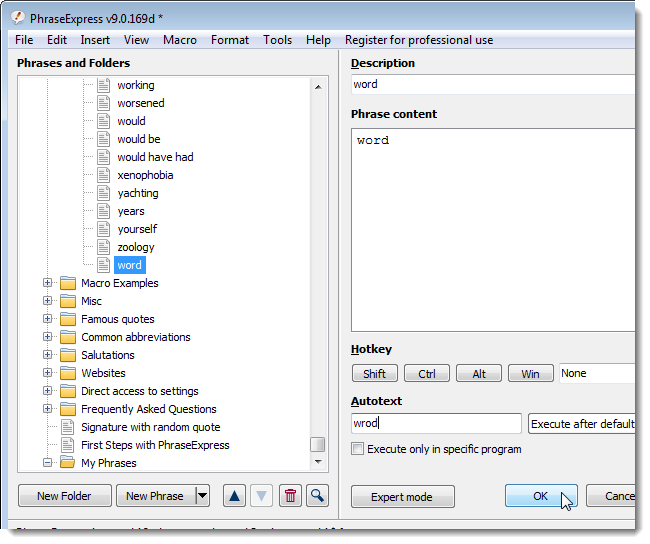 PhraseExpress v9.0.169d *
File Edit Insert View Macro Format Tools Help Register for professional use
Phrases and Folders
working
worsened
would
would be
would have had
xenophobia
yachting
years
yourself
zoology
word
Macro Examples
Misc
Famous quotes
Common abbreviations
Salutations
Websites
Direct access to settings
Frequently Asked Questions
Signature with random quote
First Steps with PhraseExpress
My Phrases
New Folder New Phrase
Description
word
Phrase content
word
Hotkey
Shift Ctrl Alt Win None
Autotext
wrod Execute after default
Execute only in specific program
Expert mode OK Cance